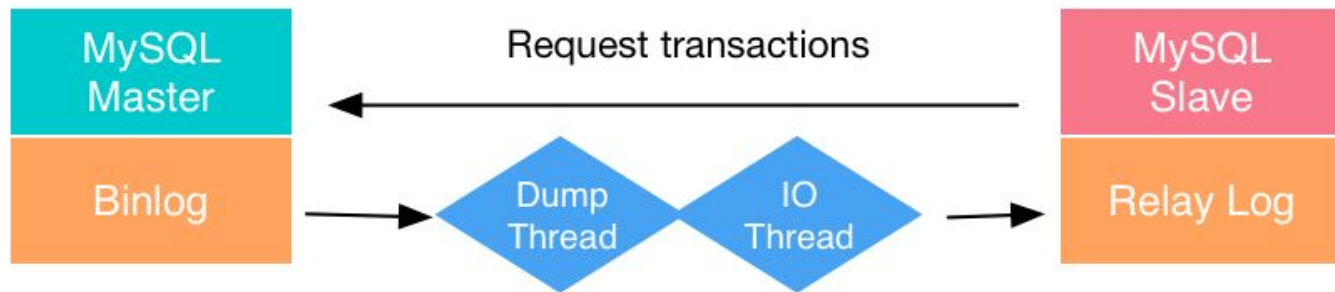 MySQL
Master
Request transactions
MySQL
Slave
Binlog
Dump
Thread
IO
Thread
Relay Log